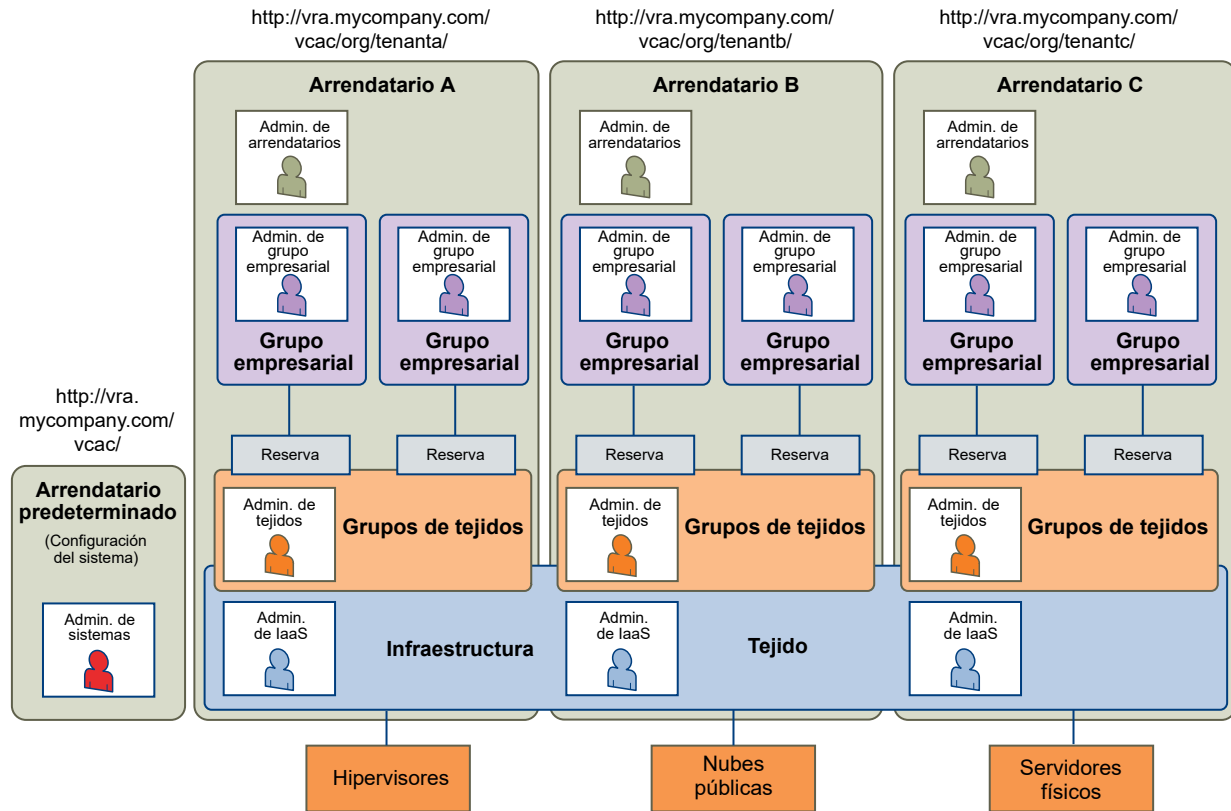 http://vra.mycompany.com/
vcac/org/tenanta/
http://vra.mycompany.com/
vcac/org/tenantb/
http://vra.mycompany.com/
vcac/org/tenantc/
Arrendatario A
Admin. de
arrendatarios
Admin. de
grupo
empresarial
Grupo
empresarial
Admin. de
grupo
empresarial
Grupo
empresarial
Reserva
Reserva
Admin. de
tejidos
Grupos de tejidos
Arrendatario B
Admin. de
arrendatarios
Admin. de
grupo
empresarial
Grupo
empresarial
Admin. de
grupo
empresarial
Grupo
empresarial
Reserva
Reserva
Admin. de
tejidos
Grupos de tejidos
Arrendatario C
Admin. de
arrendatarios
Admin. de
grupo
empresarial
Grupo
empresarial
Admin. de
grupo
empresarial
Grupo
empresarial
Reserva
Reserva
Admin. de
tejidos
Grupos de tejidos
http://vra.
mycompany.com/
vcac/
Arrendatario
predeterminado
(Configuración
del sistema)
Admin. de
sistemas
Admin.
de IaaS
Infraestructura
Admin.
de IaaS
Tejido
Admin.
de IaaS
Hipervisores
Nubes
públicas
Servidores
físicos